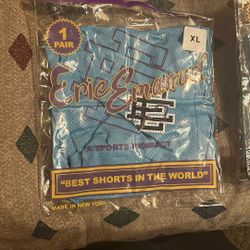 1
PAIR
XL
Eric Emanuel
EE
A SPORTS PRODUCT
"BEST SHORTS IN THE WORLD"
MADE IN NEW YORK